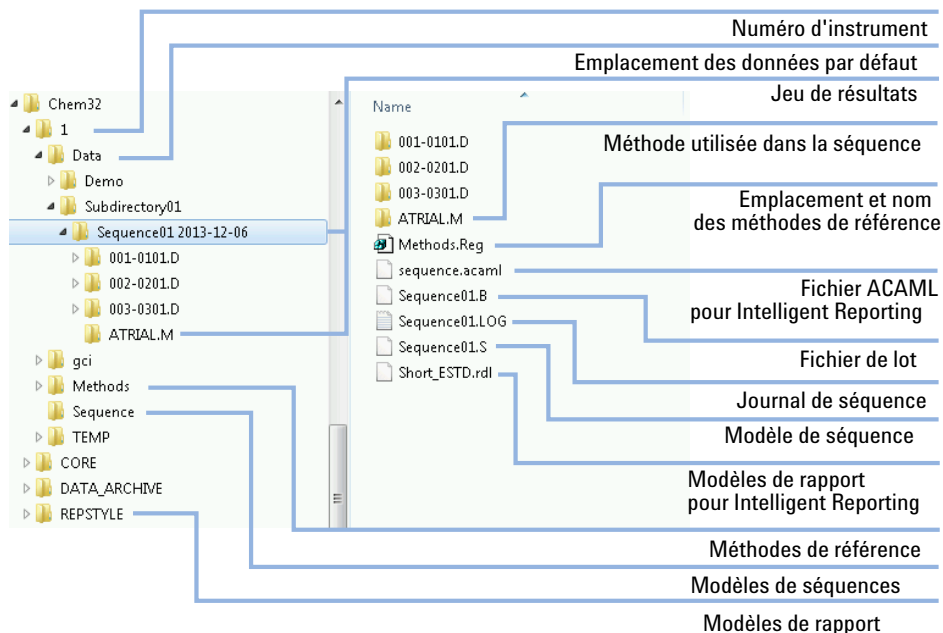 Numéro d'instrument
Emplacement des données par défaut
Jeu de résultats
Méthode utilisée dans la séquence
Emplacement et nom
des méthodes de référence
Fichier ACAML
pour Intelligent Reporting
Fichier de lot
Journal de séquence
Modèle de séquence
Modèles de rapport
pour Intelligent Reporting
Méthodes de référence
Modèles de séquences
Modèles de rapport
Chem32
1
Data
Demo
Subdirectory01
Sequence01 2013-12-06
001-0101.D
002-0201.D
003-0301.D
ATRIAL.M
gci
Methods
Sequence
TEMP
CORE
DATA_ARCHIVE
REPSTYLE
Name
001-0101.D
002-0201.D
003-0301.D
ATRIAL.M
Methods.Reg
sequence.acaml
Sequence01.B
Sequence01.LOG
Sequence01.S
Short_ESTD.rdl